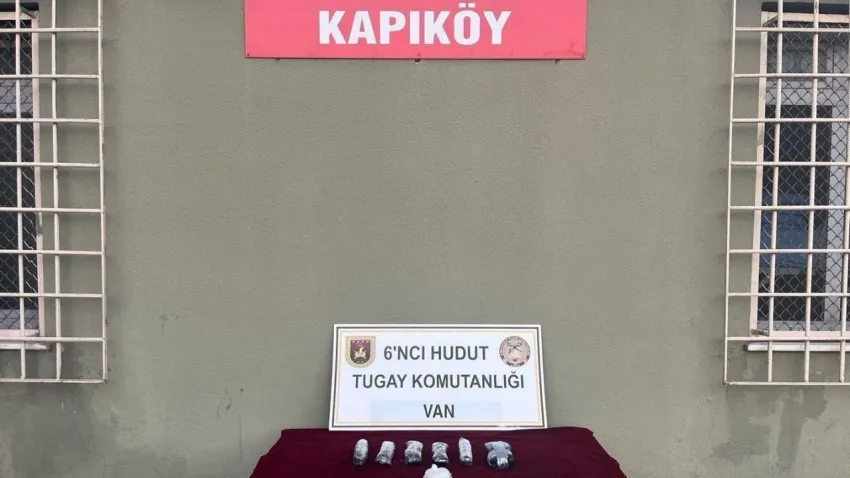 KAPIKÖY
6'NCI HUDUT
TUGAY KOMUTANLIĞI
VAN